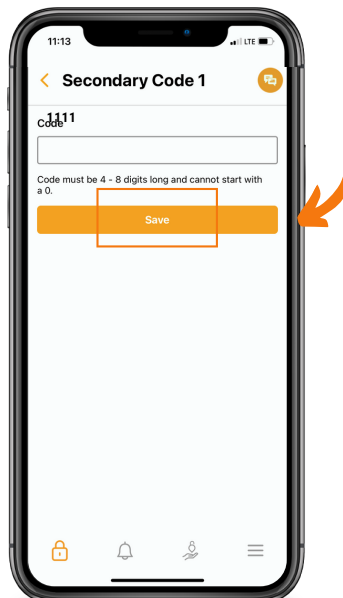 11:13
LTE
Secondary Code 1
Code
1111
Code must be 4 - 8 digits long and cannot start with
a 0.
Save